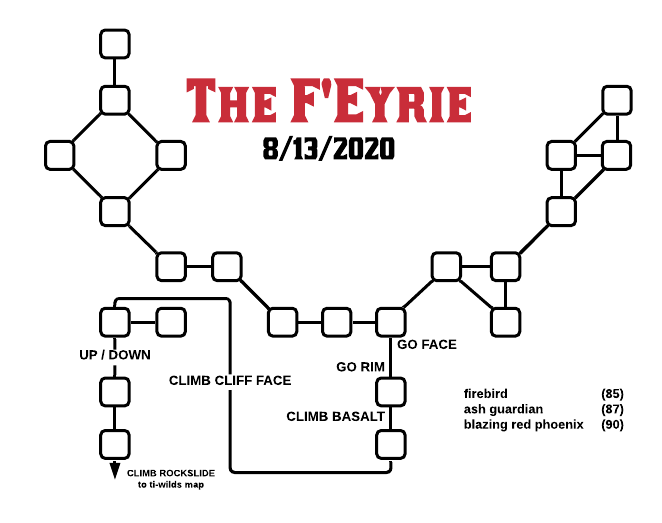 THE F'EYRIE
8/13/2020
GO FACE
UP / DOWN
GO RIM
CLIMB CLIFF FACE
firebird (85)
ash guardian (87)
CLIMB BASALT
blazing red phoenix (90)
CLIMB ROCKSLIDE
to ti-wilds map